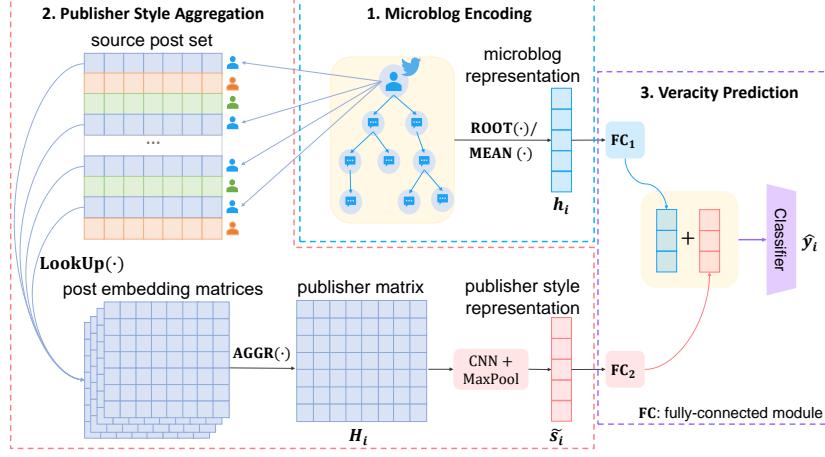 2. Publisher Style Aggregation
source post set
...
LookUp(·)
post embedding matrices
AGGR(·)
publisher matrix
H_i
CNN +
MaxPool
publisher style
representation
s̃_i
1. Microblog Encoding
microblog
representation
ROOT(·)/
MEAN (·)
h_i
3. Veracity Prediction
FC₁
+
Classifier
ŷ_i
FC₂
FC: fully-connected module